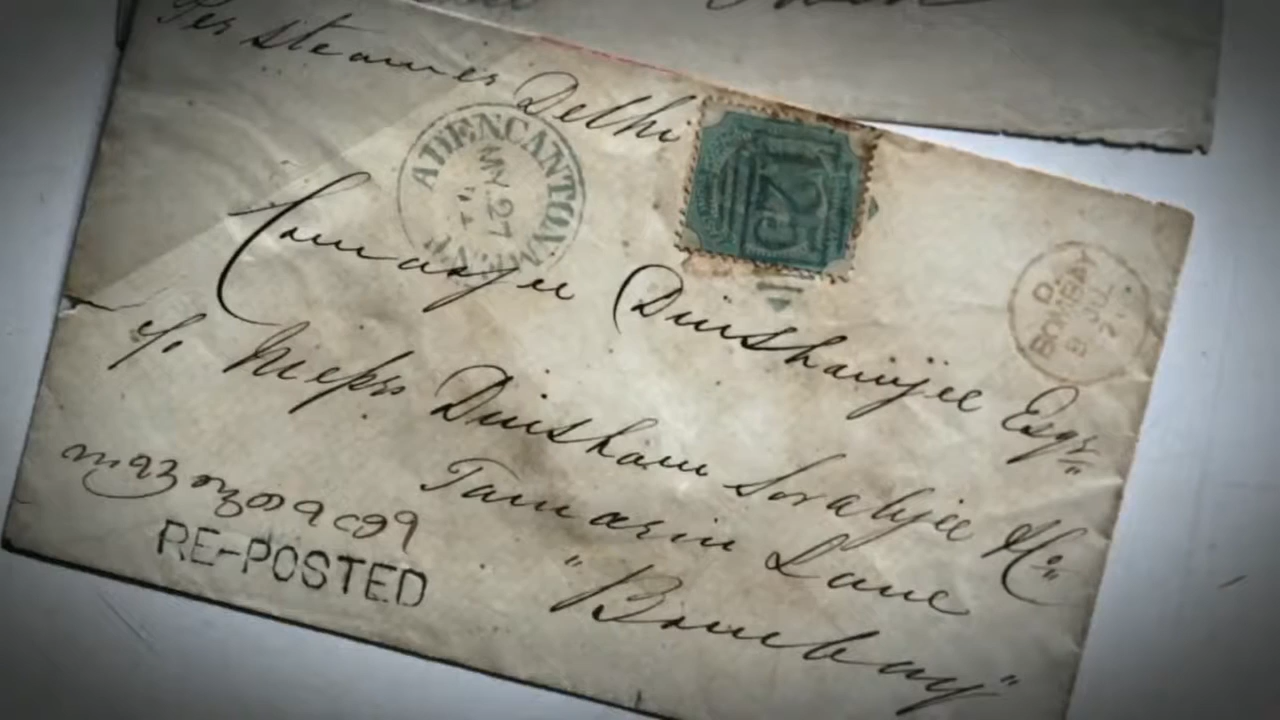 Per steamer Delhi
ADEN CANTONMENT
MY. 27
Cowasjee Dinshawjee Esqr
c/o Messrs Dinshaw Sorabjee & Co
Tamarin Lane
"Bombay"
RE-POSTED
BOMBAY